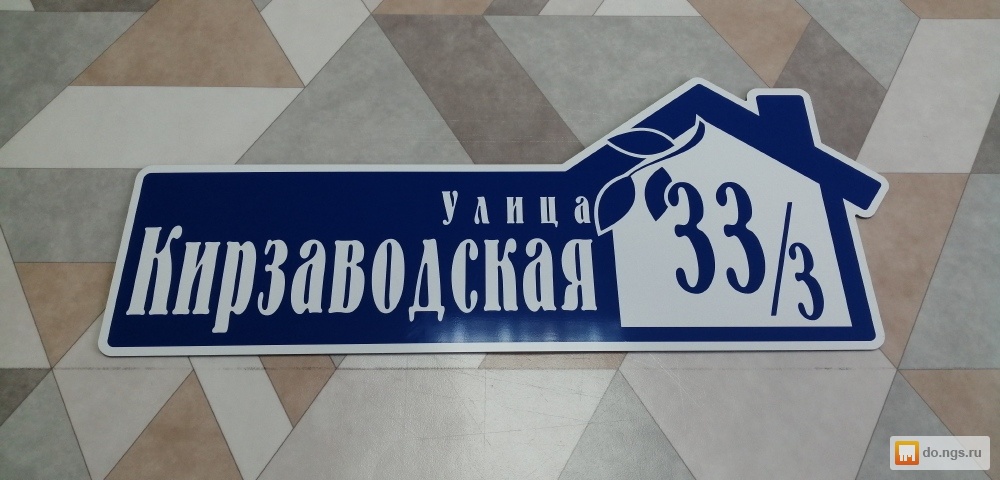 Улица
Кирзаводская
33/3
do.ngs.ru